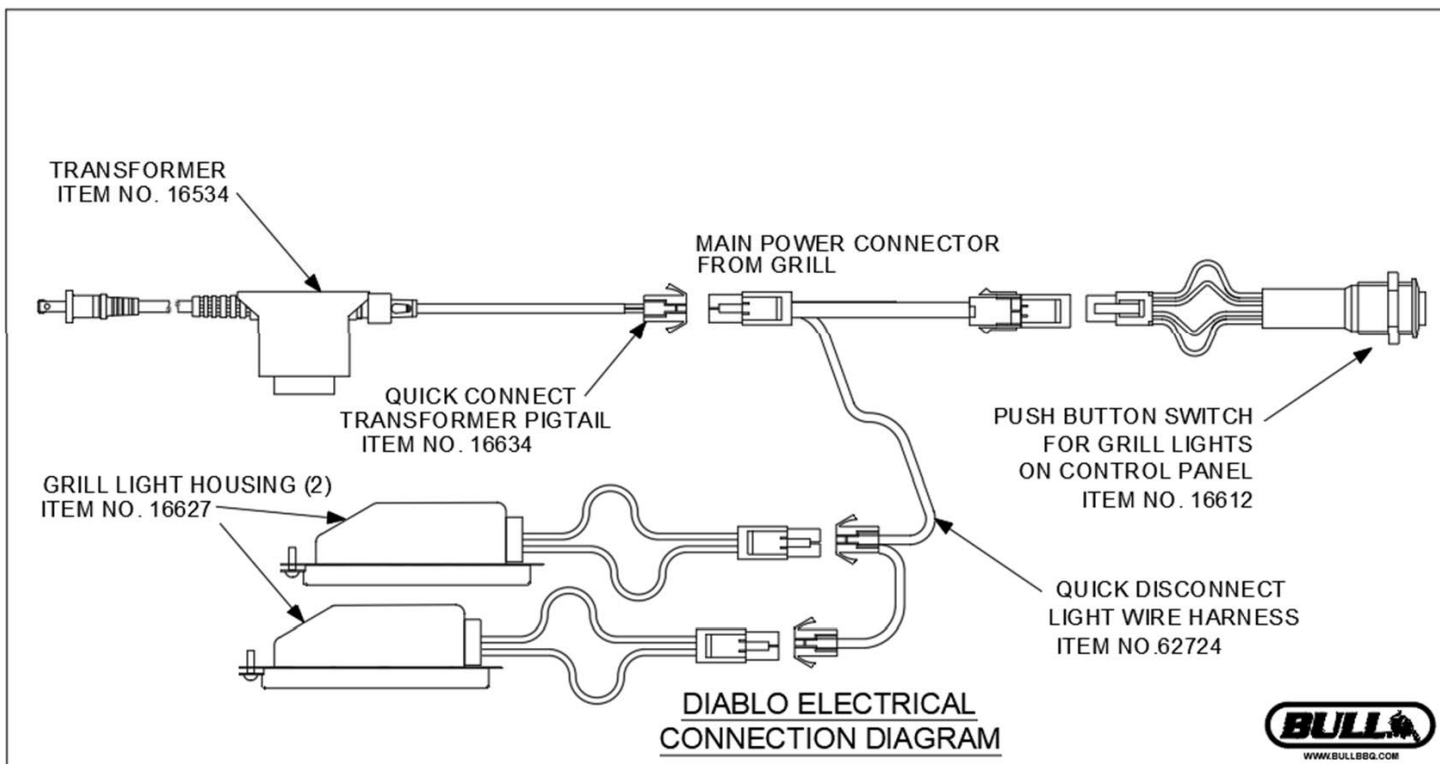 TRANSFORMER
ITEM NO. 16534
MAIN POWER CONNECTOR
FROM GRILL
QUICK CONNECT
TRANSFORMER PIGTAIL
ITEM NO. 16634
PUSH BUTTON SWITCH
FOR GRILL LIGHTS
ON CONTROL PANEL
ITEM NO. 16612
GRILL LIGHT HOUSING (2)
ITEM NO. 16627
QUICK DISCONNECT
LIGHT WIRE HARNESS
ITEM NO.62724
DIABLO ELECTRICAL
CONNECTION DIAGRAM
BULL
WWW.BULLBBQ.COM